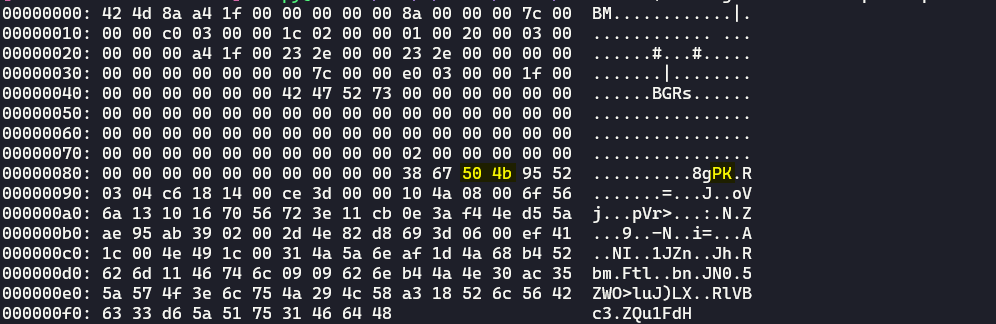 00000000: 42 4d 8a a4 1f 00 00 00 00 00 8a 00 00 00 7c 00  BM............|.
00000010: 00 00 c0 03 00 00 1c 02 00 00 01 00 20 00 03 00  ............ ...
00000020: 00 00 00 a4 1f 00 23 2e 00 00 23 2e 00 00 00 00  ......#...#.....
00000030: 00 00 00 00 00 00 00 7c 00 00 e0 03 00 00 1f 00  .......|........
00000040: 00 00 00 00 00 00 42 47 52 73 00 00 00 00 00 00  ......BGRs......
00000050: 00 00 00 00 00 00 00 00 00 00 00 00 00 00 00 00  ................
00000060: 00 00 00 00 00 00 00 00 00 00 00 00 00 00 00 00  ................
00000070: 00 00 00 00 00 00 00 00 00 00 02 00 00 00 00 00  ................
00000080: 00 00 00 00 00 00 00 00 00 00 38 67 50 4b 95 52  ..........8gPK.R
00000090: 03 04 c6 18 14 00 ce 3d 00 00 10 4a 08 00 6f 56  .......=...J..oV
000000a0: 6a 13 10 16 70 56 72 3e 11 cb 0e 3a f4 4e d5 5a  j...pVr>...:.N.Z
000000b0: ae 95 ab 39 02 00 2d 4e 82 d8 69 3d 06 00 ef 41  ...9..-N..i=...A
000000c0: 1c 00 4e 49 1c 00 31 4a 5a 6e af 1d 4a 68 b4 52  ..NI..1JZn..Jh.R
000000d0: 62 6d 11 46 74 6c 09 09 62 6e b4 4a 4e 30 ac 35  bm.Ftl..bn.JN0.5
000000e0: 5a 57 4f 3e 6c 75 4a 29 4c 58 a3 18 52 6c 56 42  ZWO>luJ)LX..RlVB
000000f0: 63 33 d6 5a 51 75 31 46 64 48  c3.ZQu1FdH